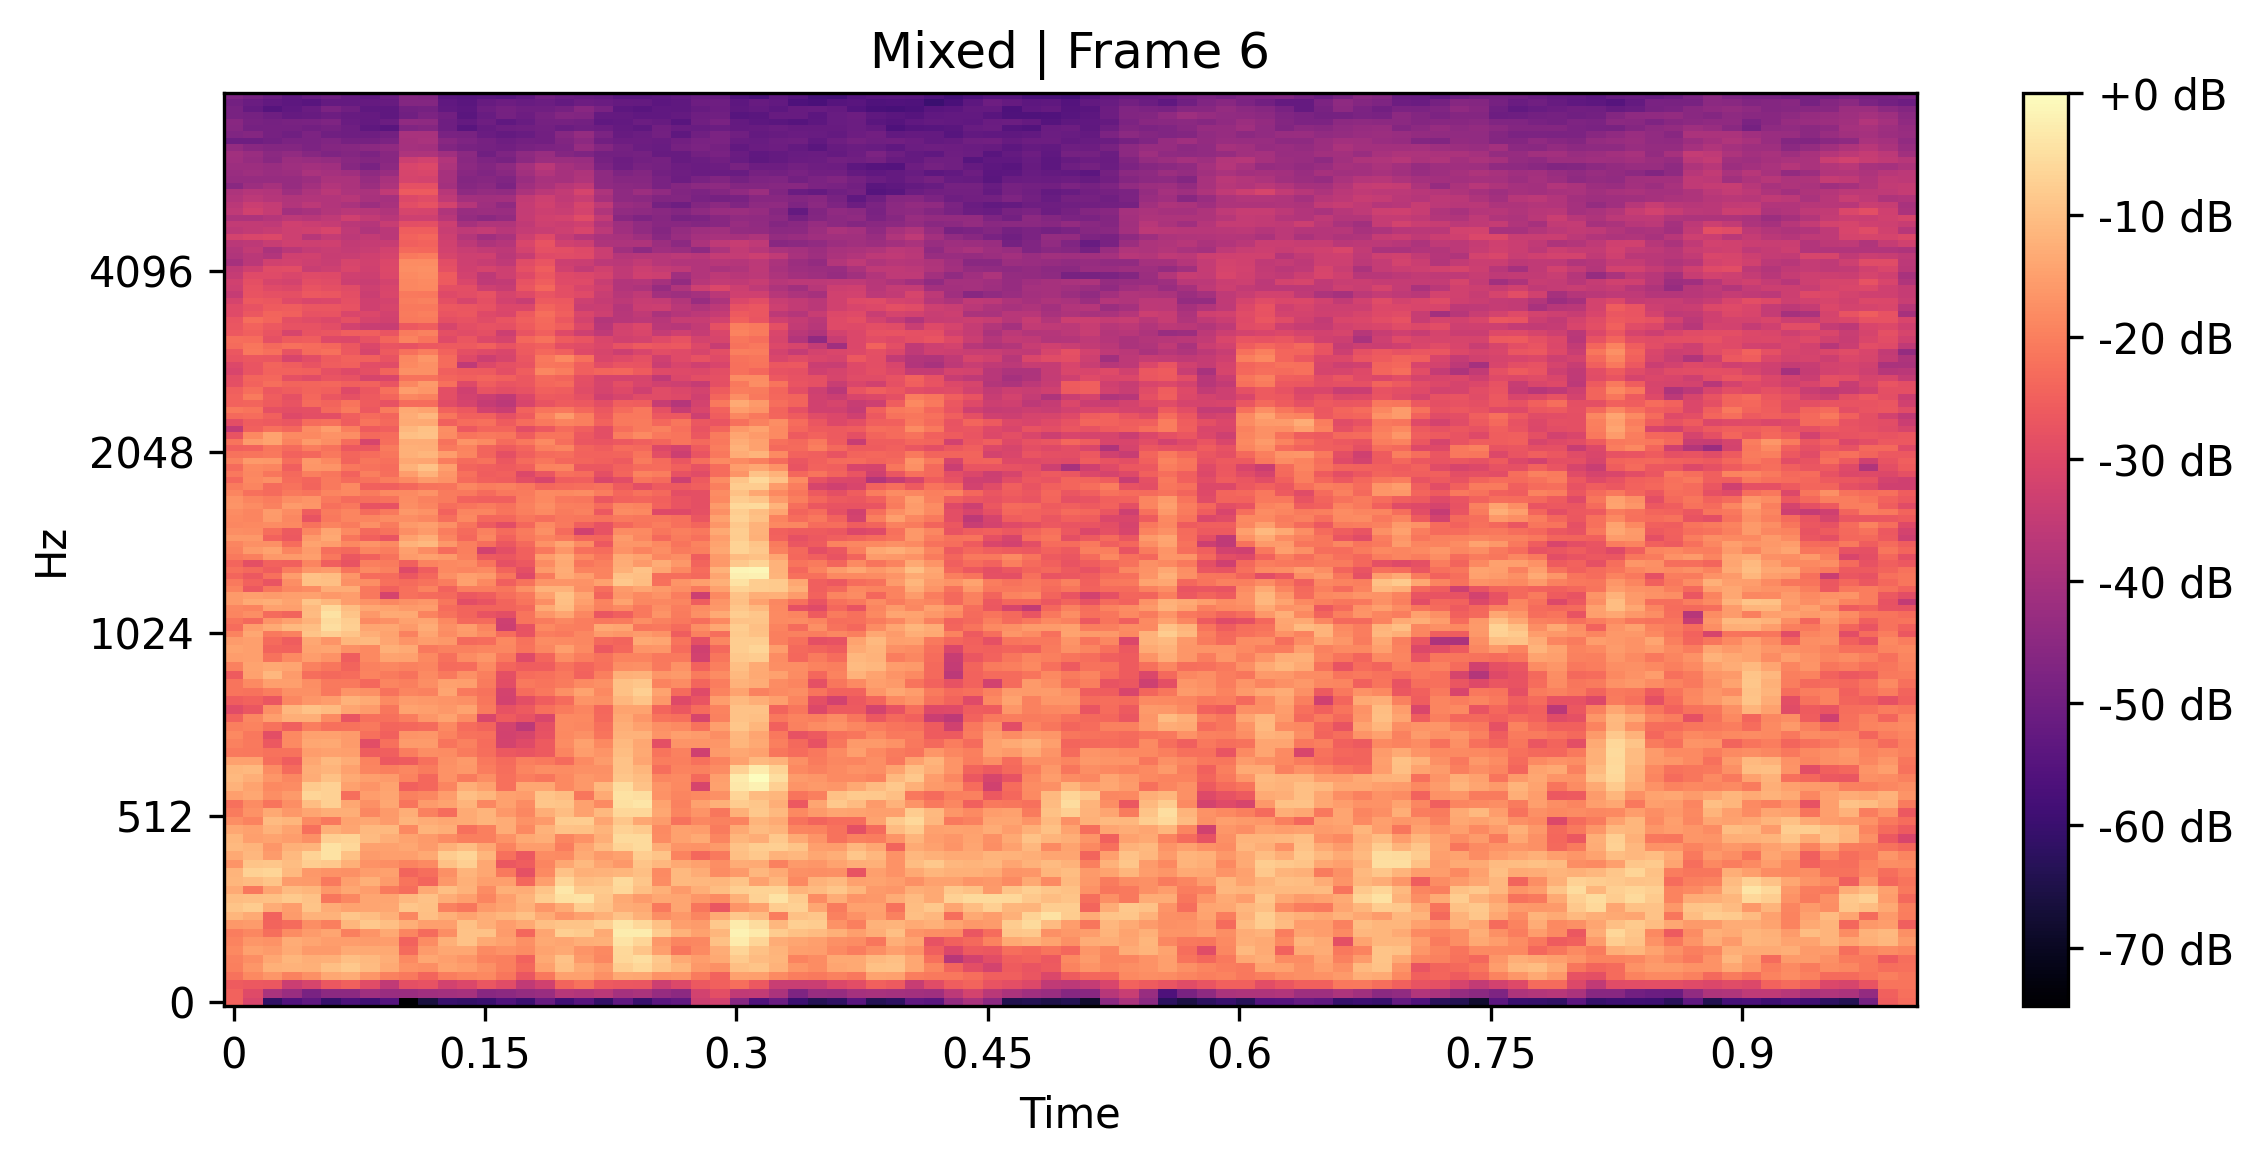 Mixed | Frame 6
+0 dB
-10 dB
-20 dB
-30 dB
-40 dB
-50 dB
-60 dB
-70 dB
Hz
4096
2048
1024
512
0
0 0.15 0.3 0.45 0.6 0.75 0.9
Time